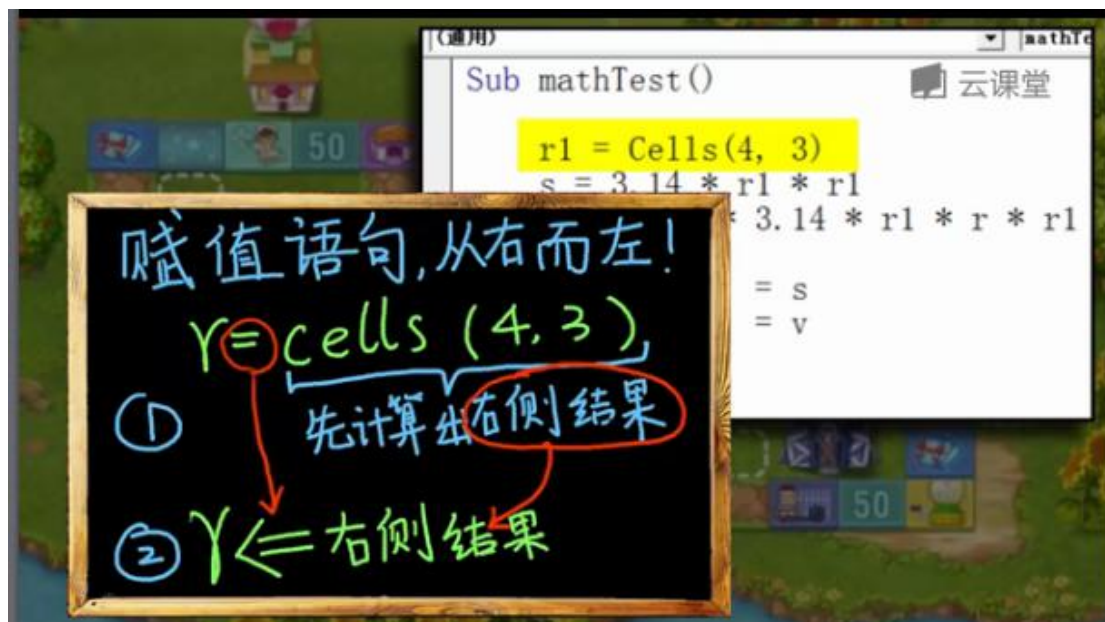 (通用)
mathTe
Sub mathTest()
云课堂
r1 = Cells(4, 3)
s = 3.14 * r1 * r1
* 3.14 * r1 * r * r1
= s
= v
50
赋值语句,从右而左!
r=cells (4,3)
① 先计算出右侧结果
② r<=右侧结果
50